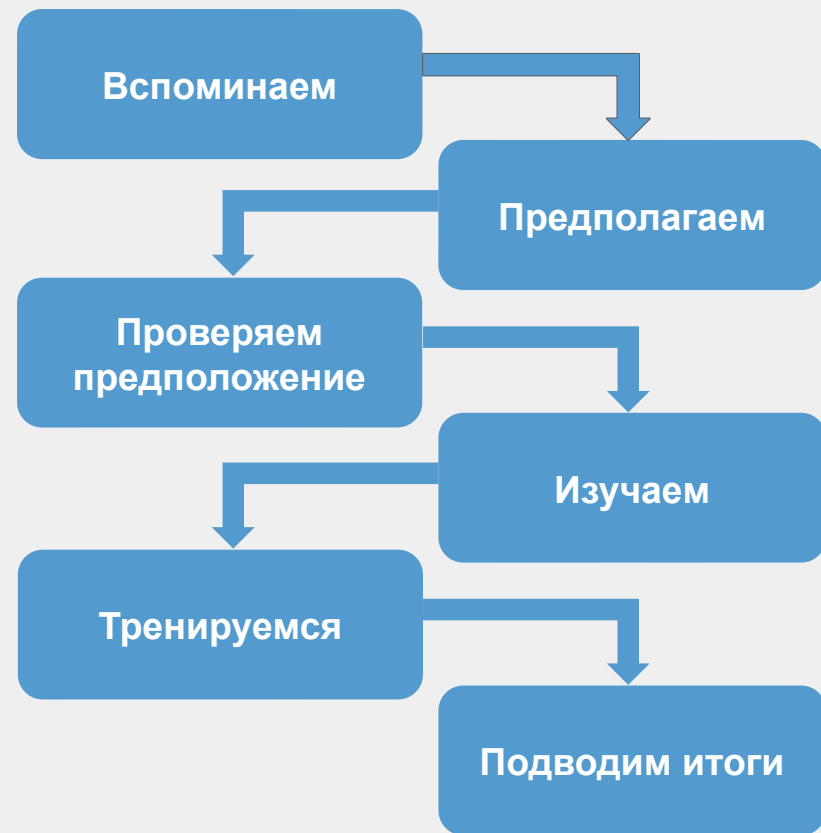 Вспоминаем
Предполагаем
Проверяем
предположение
Изучаем
Тренируемся
Подводим итоги